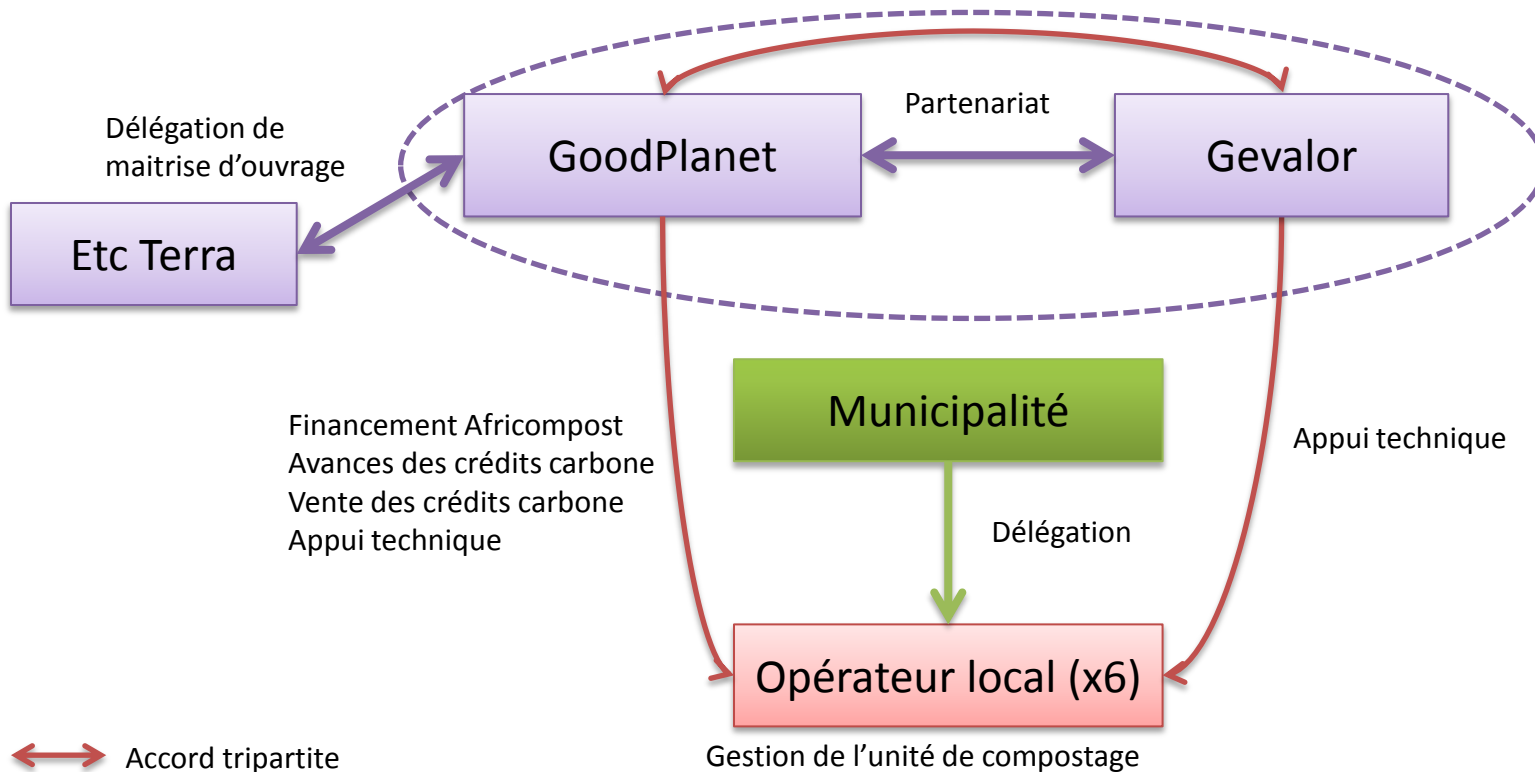 Partenariat
Délégation de
maitrise d’ouvrage
GoodPlanet
Gevalor
Etc Terra
Municipalité
Financement Africompost
Avances des crédits carbone
Vente des crédits carbone
Appui technique
Appui technique
Délégation
Opérateur local (x6)
Gestion de l’unité de compostage
Accord tripartite